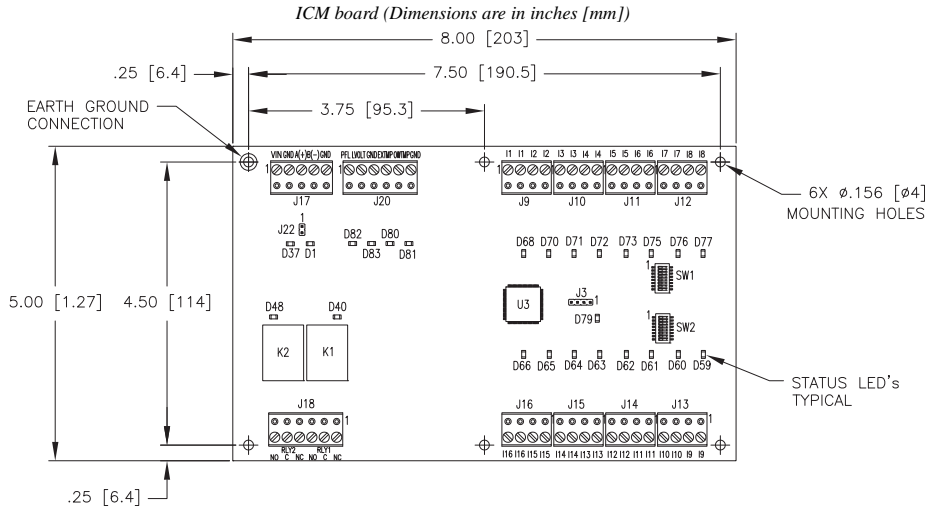 ICM board (Dimensions are in inches [mm])
8.00 [203]
.25 [6.4]
7.50 [190.5]
3.75 [95.3]
EARTH GROUND
CONNECTION
VIN GND A(+) B(-) GND
PFL LVOLT GND EXTMP OWTMP GND
I1 I1 I2 I2
I3 I3 I4 I4
I5 I5 I6 I6
I7 I7 I8 I8
1
1
1
J17
J20
J9
J10
J11
J12
6X ø.156 [ø4]
MOUNTING HOLES
J22
1
D37 D1
D82 D80
D83 D81
D68 D70 D71 D72 D73 D75 D76 D77
1
SW1
5.00 [1.27]
4.50 [114]
U3
J3
1
D79
1
SW2
D48
D40
K2
K1
D66 D65 D64 D63 D62 D61 D60 D59
STATUS LED's
TYPICAL
J18
1
J16
J15
J14
J13
1
RLY2 RLY1
NO C NC NO C NC
I16 I16 I15 I15
I14 I14 I13 I13
I12 I12 I11 I11
I10 I10 I9 I9
.25 [6.4]